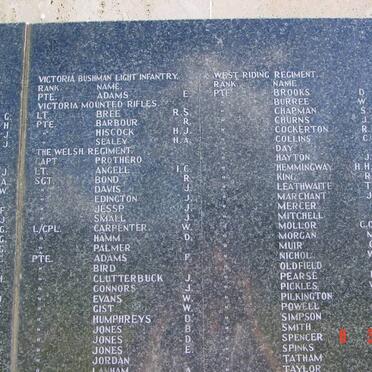 VICTORIA BUSHMAN LIGHT INFANTRY.
RANK NAME.
PTE. ADAMS E.
VICTORIA MOUNTED RIFLES
LT. BREE R.S.
PTE. BARBOUR R.
" HISCOCK H.J.
" SEALEY H.A.
THE WELSH REGIMENT.
CAPT PROTHERO
LT. ANGELL
SGT. BOND R.
" DAVIS J.
" EDINGTON J.
" JESSP J.
" SMALL J.
L/CPL. CARPENTER W.
" HAMM D.
" PALMER
PTE. ADAMS F.
" BIRD
" CLUTTERBUCK J.
" CONNORS J.
" EVANS W.
" GIST W.
" HUMPHREYS D.
" JONES B.
" JONES D.
" JONES E.
" JORDAN
" LANHAM
WEST RIDING REGIMENT.
RANK NAME
PTE BROOKS
" BURREE
" CHAPMAN
" CHURNS
" COCKERTON
" COLLINS
" DAY
" HAYTON
" HEMMINGWAY
" KING
" LEATHWAITE
" MARCHANT
" MERCER
" MITCHELL
" MOLLOR
" MORGAN
" MUIR
" NICHOL
" OLDFIELD
" PEARSE
" PICKLES
" PILKINGTON
" POWELL
" SIMPSON
" SMITH
" SPENCER
" SPINKS
" TATHAM
" TAYLOR